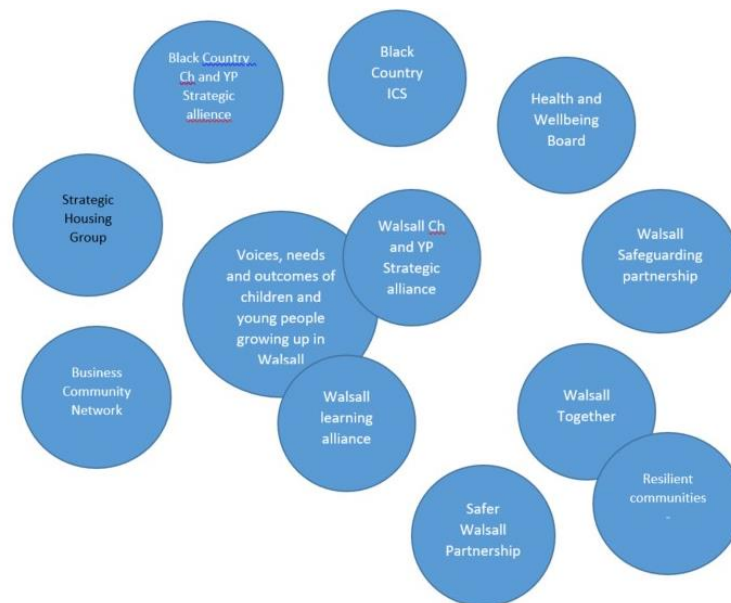 Black Country
Ch and YP
Strategic
allience
Black
Country
ICS
Health and
Wellbeing
Board
Strategic
Housing
Group
Walsall Ch
and YP
Strategic
alliance
Walsall
Safeguarding
partnership
Voices, needs
and outcomes of
children and
young people
growing up in
Walsall
Business
Community
Network
Walsall
learning
alliance
Walsall
Together
Resilient
communities
-
Safer
Walsall
Partnership